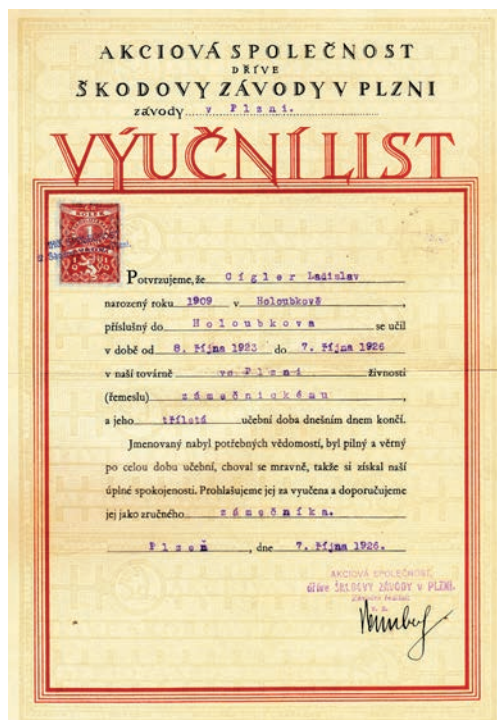 AKCIOVÁ SPOLEČNOST
DŘÍVE
ŠKODOVY ZÁVODY V PLZNI
závody v Plzni.
VÝUČNÍ LIST
KOLEK
1
Potvrzujeme, že Cígler Ladislav
narozený roku 1909 v Holoubkově,
příslušný do Holoubkova se učil
v době od 8. října 1923 do 7. října 1926
v naší továrně ve Plzni živnosti
(řemeslu) zámečnickému,
a jeho tříletá učební doba dnešním dnem končí.
Jmenovaný nabyl potřebných vědomostí, byl pilný a věrný
po celou dobu učební, choval se mravně, takže si získal naší
úplné spokojenosti. Prohlašujeme jej za vyučena a doporučujeme
jej jako zručného zámečníka.
Plzeň, dne 7. října 1926.
AKCIOVÁ SPOLEČNOST,
dříve ŠKODOVY ZÁVODY v PLZNI.